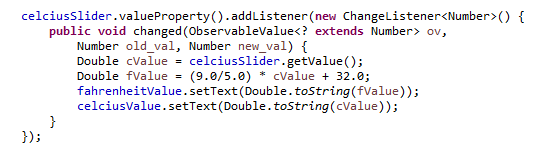 celciusSlider.valueProperty().addListener(new ChangeListener<Number>() {
    public void changed(ObservableValue<? extends Number> ov,
        Number old_val, Number new_val) {
        Double cValue = celciusSlider.getValue();
        Double fValue = (9.0/5.0) * cValue + 32.0;
        fahrenheitValue.setText(Double.toString(fValue));
        celciusValue.setText(Double.toString(cValue));
    }
});